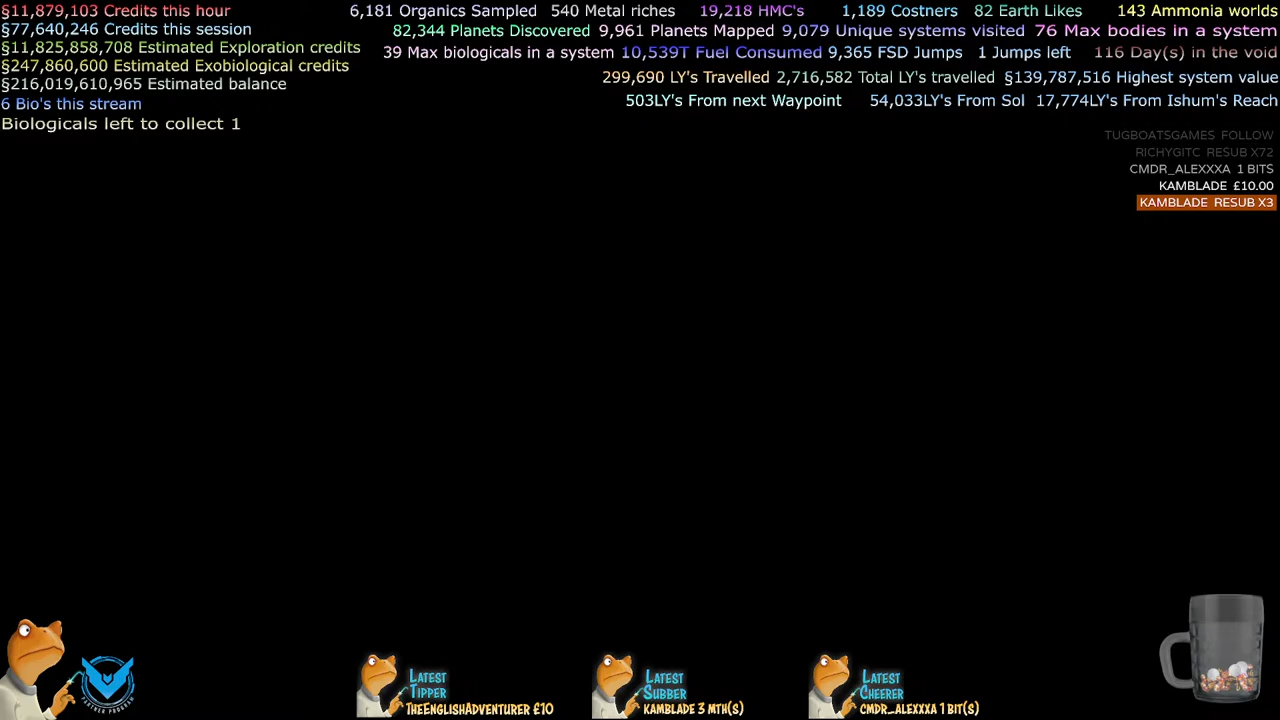 §11,879,103 Credits this hour
6,181 Organics Sampled 540 Metal riches 19,218 HMC's 1,189 Costners 82 Earth Likes 143 Ammonia worlds
§77,640,246 Credits this session
82,344 Planets Discovered 9,961 Planets Mapped 9,079 Unique systems visited 76 Max bodies in a system
§11,825,858,708 Estimated Exploration credits
39 Max biologicals in a system 10,539T Fuel Consumed 9,365 FSD Jumps 1 Jumps left 116 Day(s) in the void
§247,860,600 Estimated Exobiological credits
299,690 LY's Travelled 2,716,582 Total LY's travelled §139,787,516 Highest system value
§216,019,610,965 Estimated balance
503LY's From next Waypoint 54,033LY's From Sol 17,774LY's From Ishum's Reach
6 Bio's this stream
Biologicals left to collect 1
TUGBOATSGAMES FOLLOW
RICHYGITC RESUB X72
CMDR_ALEXXXA 1 BITS
KAMBLADE £10.00
KAMBLADE RESUB X3
PARTNER PROGRAM
LATEST
TIPPER
THEENGLISHADVENTURER £10
LATEST
SUBBER
KAMBLADE 3 MTH(S)
LATEST
CHEERER
CMDR_ALEXXXA 1 BIT(S)